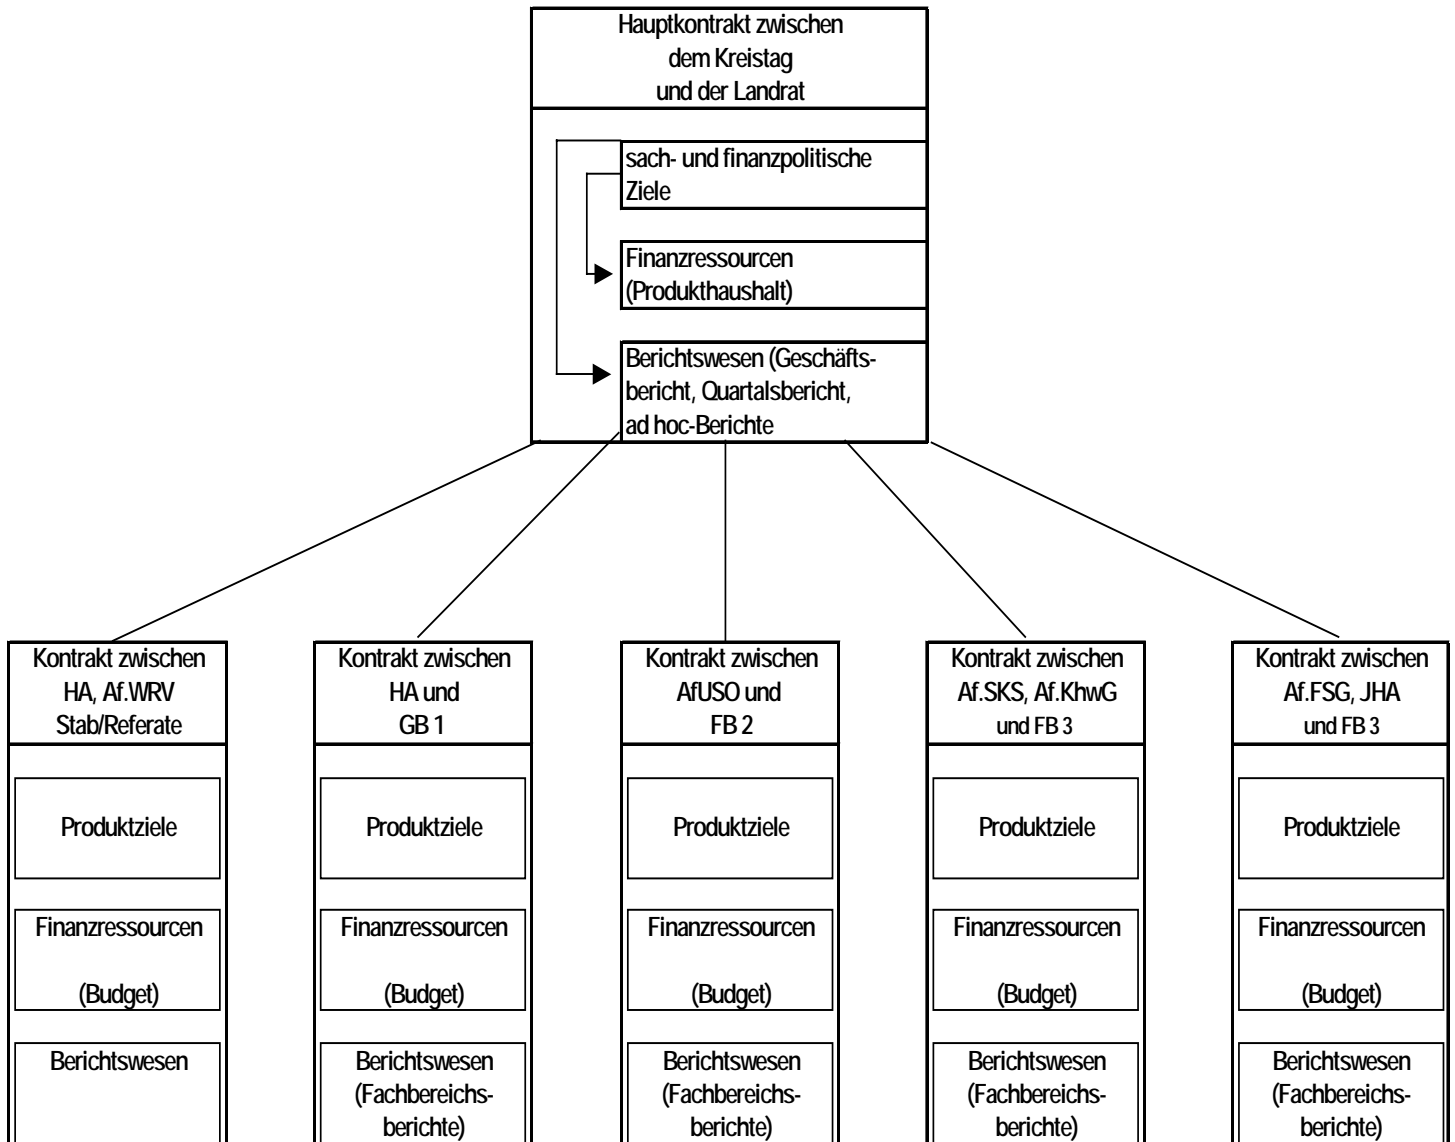 Hauptkontrakt zwischen
dem Kreistag
und der Landrat
sach- und finanzpolitische
Ziele
Finanzressourcen
(Produkthaushalt)
Berichtswesen (Geschäfts-
bericht, Quartalsbericht,
ad hoc-Berichte
Kontrakt zwischen
HA, Af.WRV
Stab/Referate
Produktziele
Finanzressourcen
(Budget)
Berichtswesen
Kontrakt zwischen
HA und
GB 1
Produktziele
Finanzressourcen
(Budget)
Berichtswesen
(Fachbereichs-
berichte)
Kontrakt zwischen
AfUSO und
FB 2
Produktziele
Finanzressourcen
(Budget)
Berichtswesen
(Fachbereichs-
berichte)
Kontrakt zwischen
Af.SKS, Af.KhwG
und FB 3
Produktziele
Finanzressourcen
(Budget)
Berichtswesen
(Fachbereichs-
berichte)
Kontrakt zwischen
Af.FSG, JHA
und FB 3
Produktziele
Finanzressourcen
(Budget)
Berichtswesen
(Fachbereichs-
berichte)